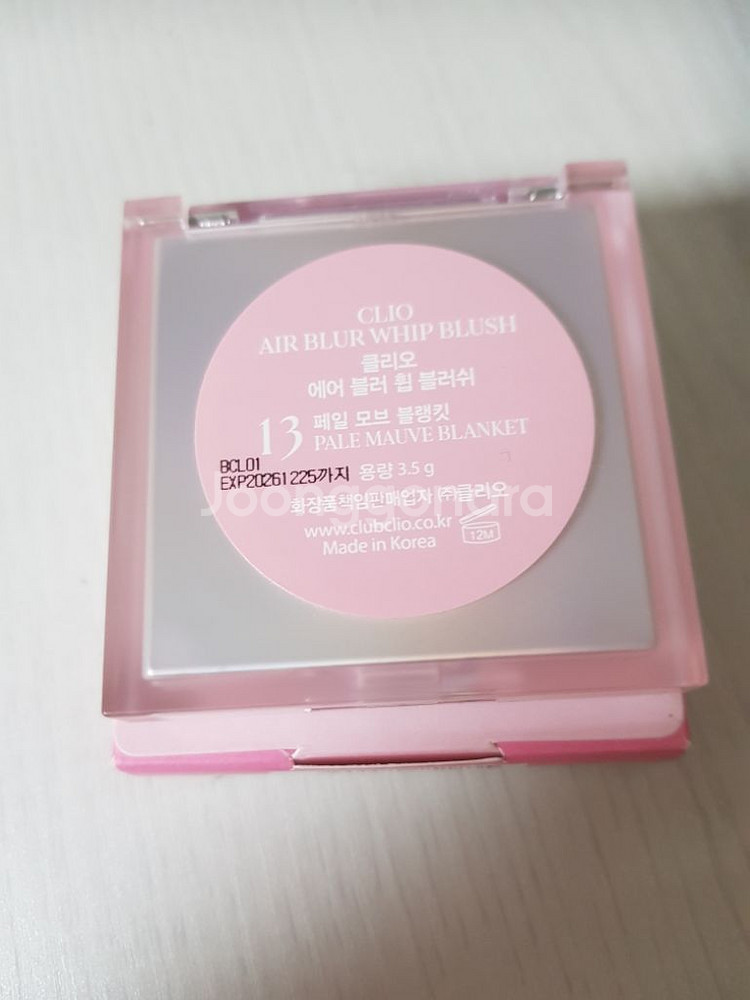 CLIO
AIR BLUR WHIP BLUSH
클리오
에어 블러 휩 블러쉬
13 페일 모브 블랭킷
PALE MAUVE BLANKET
BCL01
EXP20261225까지 용량 3.5 g
Joonggonara
화장품책임판매업자 ㈜클리오
www.clubclio.co.kr
12M
Made in Korea